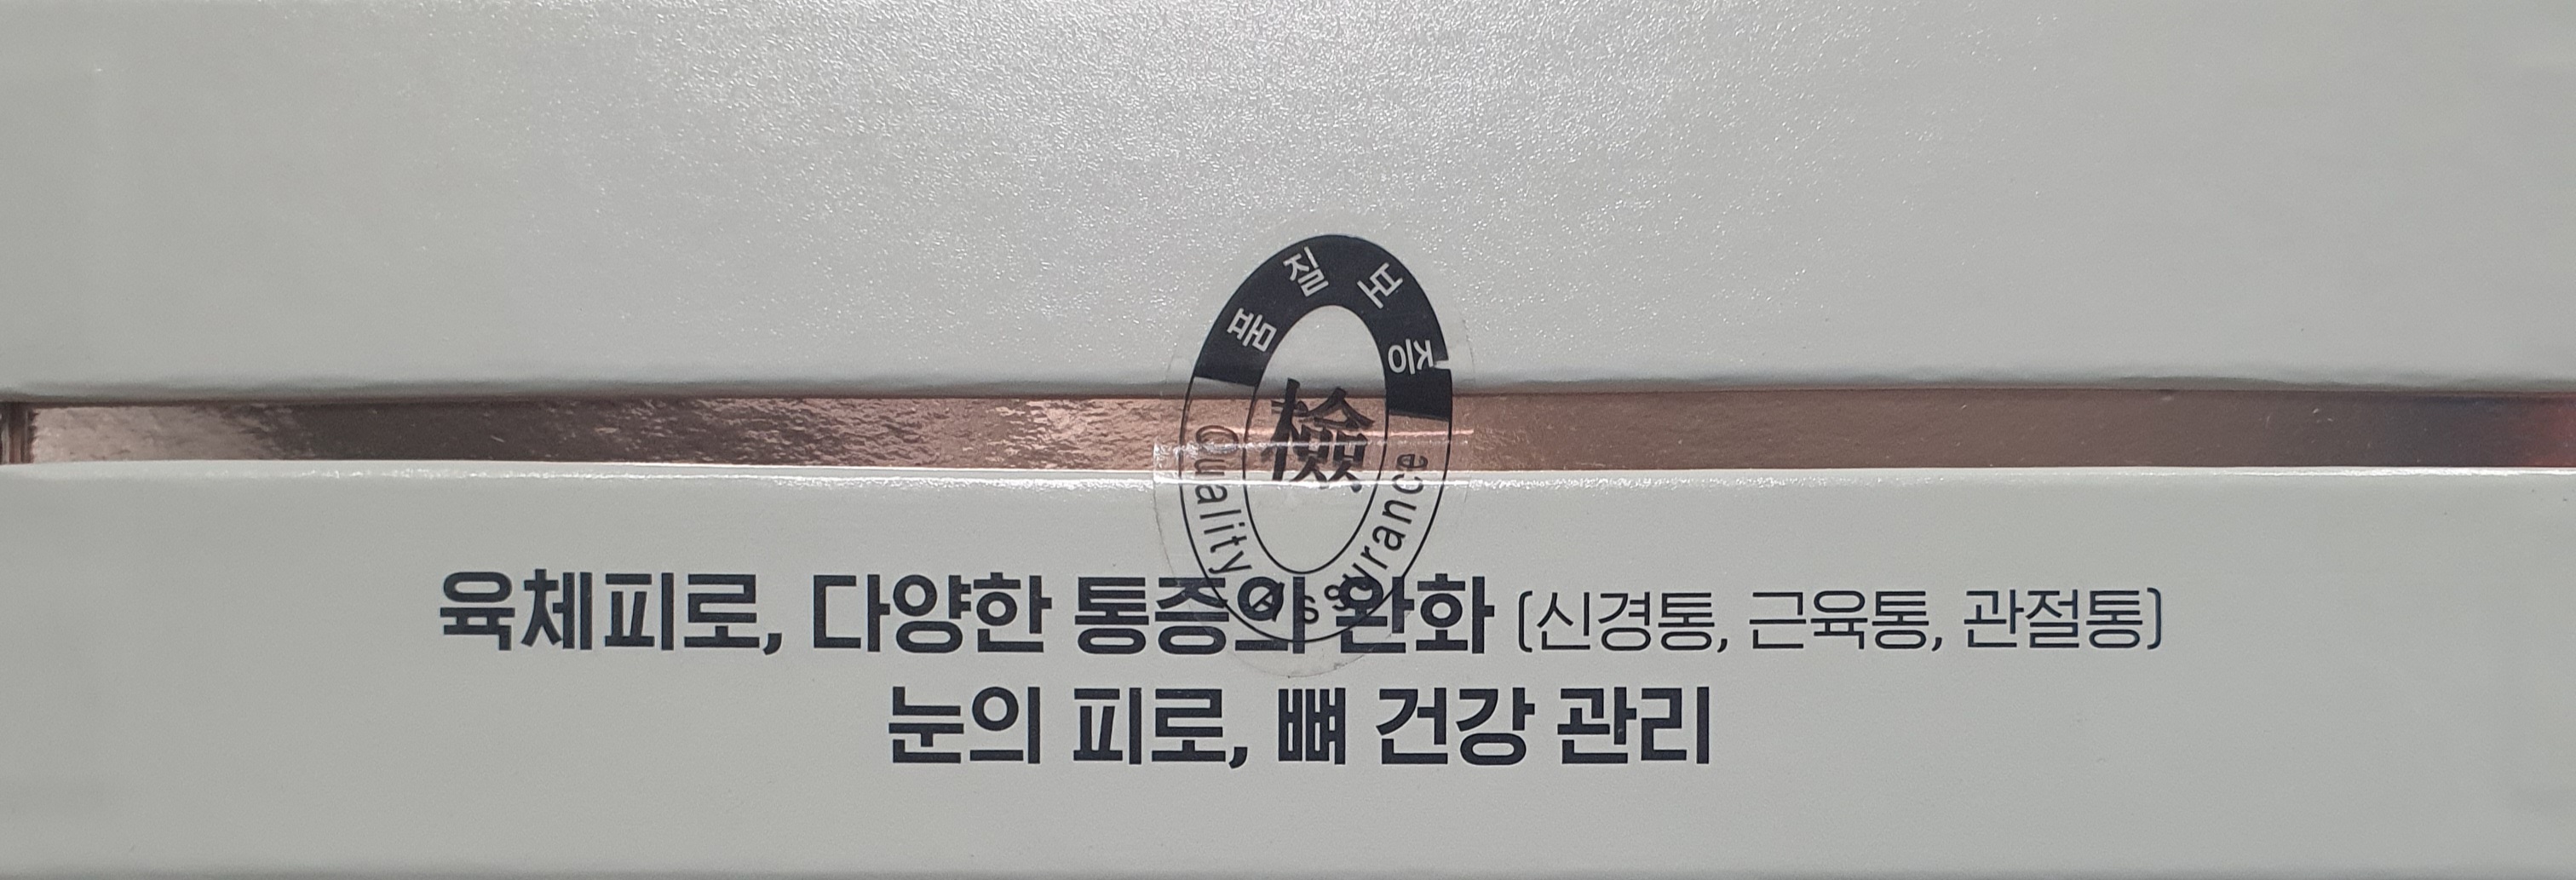 품질보증
檢
Quality Assurance
육체피로, 다양한 통증의 완화 (신경통, 근육통, 관절통)
눈의 피로, 뼈 건강 관리